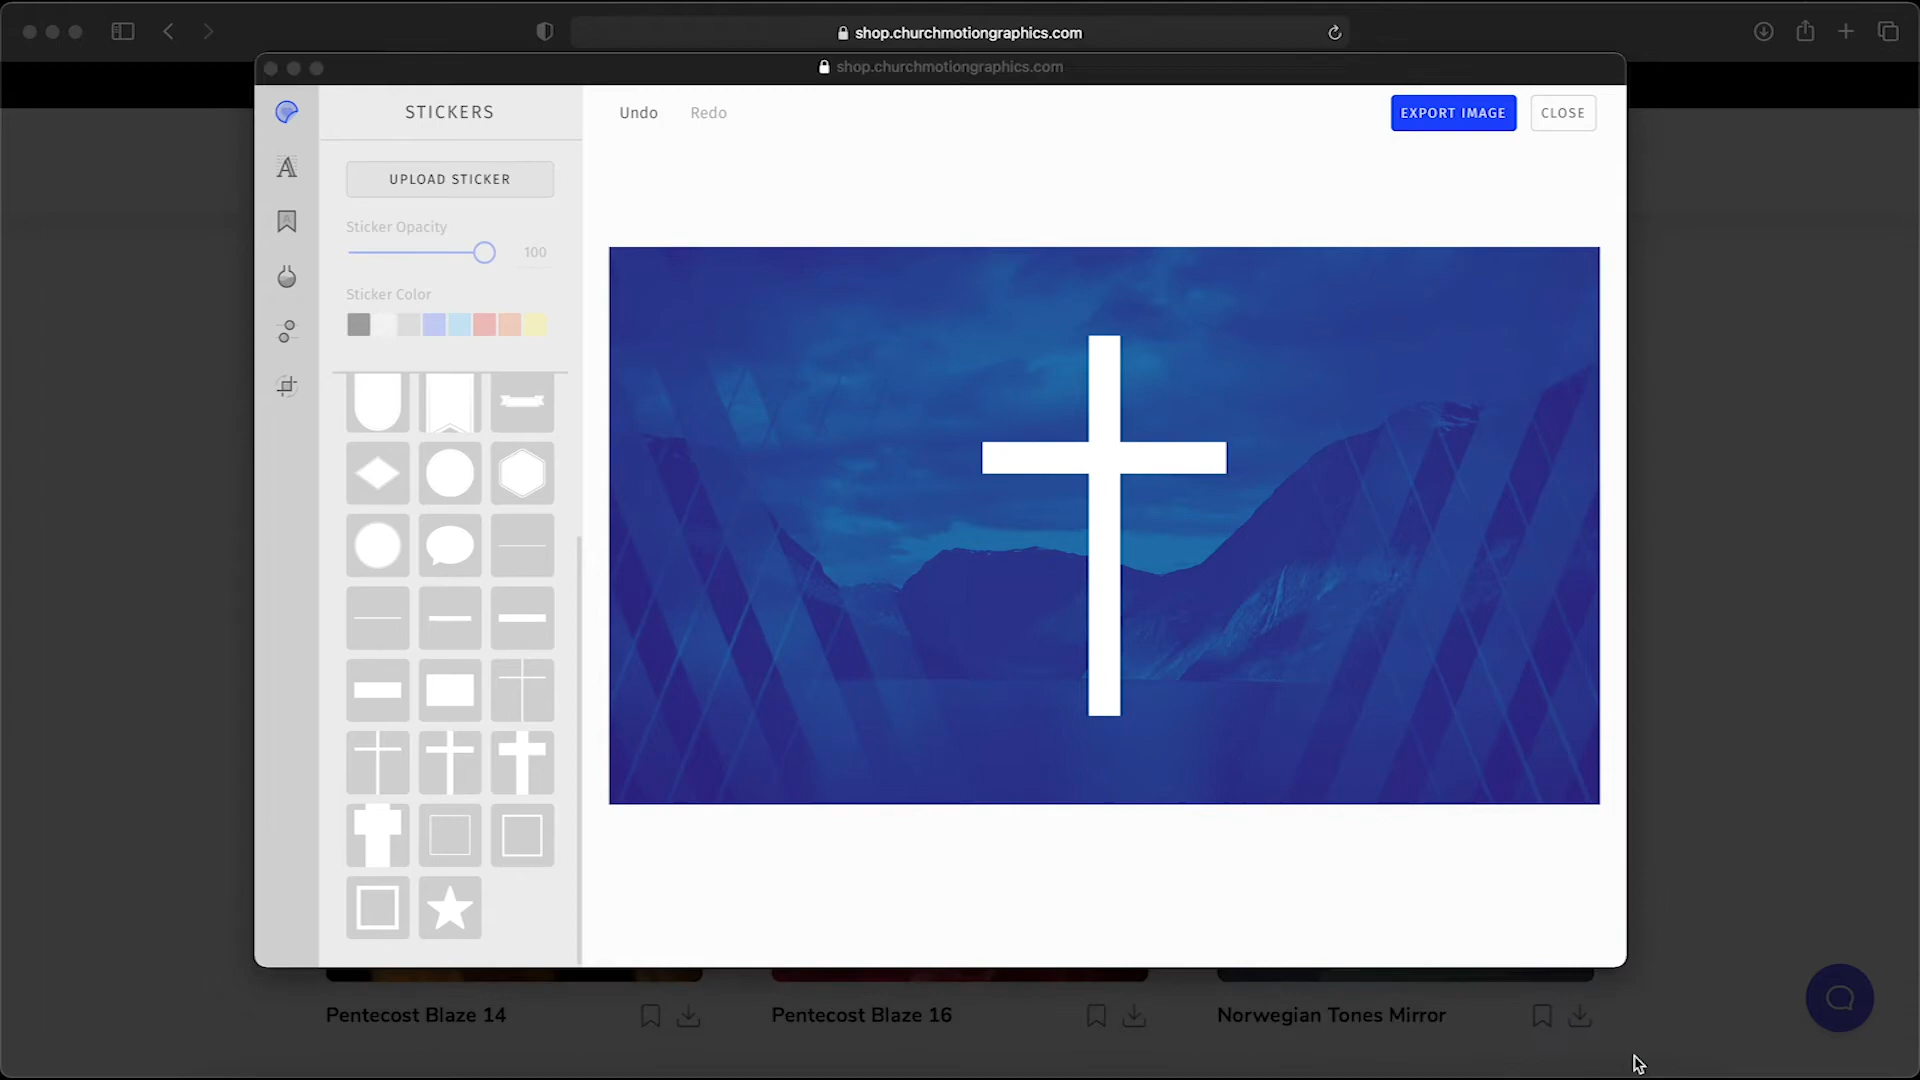 shop.churchmotiongraphics.com
shop.churchmotiongraphics.com
STICKERS
Undo
Redo
EXPORT IMAGE
CLOSE
UPLOAD STICKER
Sticker Opacity
100
Sticker Color
Pentecost Blaze 14
Pentecost Blaze 16
Norwegian Tones Mirror